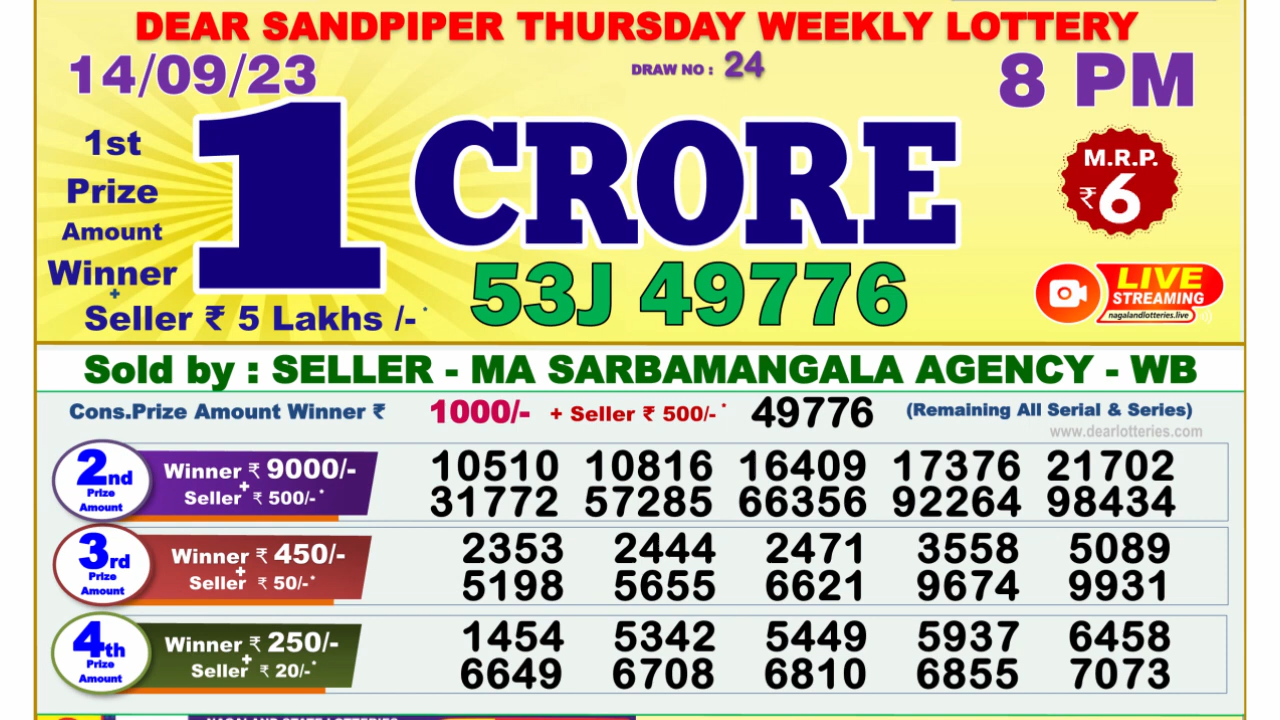 DEAR SANDPIPER THURSDAY WEEKLY LOTTERY
14/09/23
DRAW NO : 24
8 PM
1st
Prize
Amount
Winner
+
Seller ₹ 5 Lakhs /-*
1 CRORE
53J 49776
M.R.P.
₹6
LIVE
STREAMING
nagalandlotteries.live
Sold by : SELLER - MA SARBAMANGALA AGENCY - WB
Cons.Prize Amount Winner ₹ 1000/- + Seller ₹ 500/-* 49776 (Remaining All Serial & Series)
www.dearlotteries.com
2nd
Prize
Amount
Winner ₹ 9000/-
+
Seller ₹ 500/-*
10510 10816 16409 17376 21702
31772 57285 66356 92264 98434
3rd
Prize
Amount
Winner ₹ 450/-
+
Seller ₹ 50/-*
2353 2444 2471 3558 5089
5198 5655 6621 9674 9931
4th
Prize
Amount
Winner ₹ 250/-
+
Seller ₹ 20/-*
1454 5342 5449 5937 6458
6649 6708 6810 6855 7073
NAGALAND STATE LOTTERIES